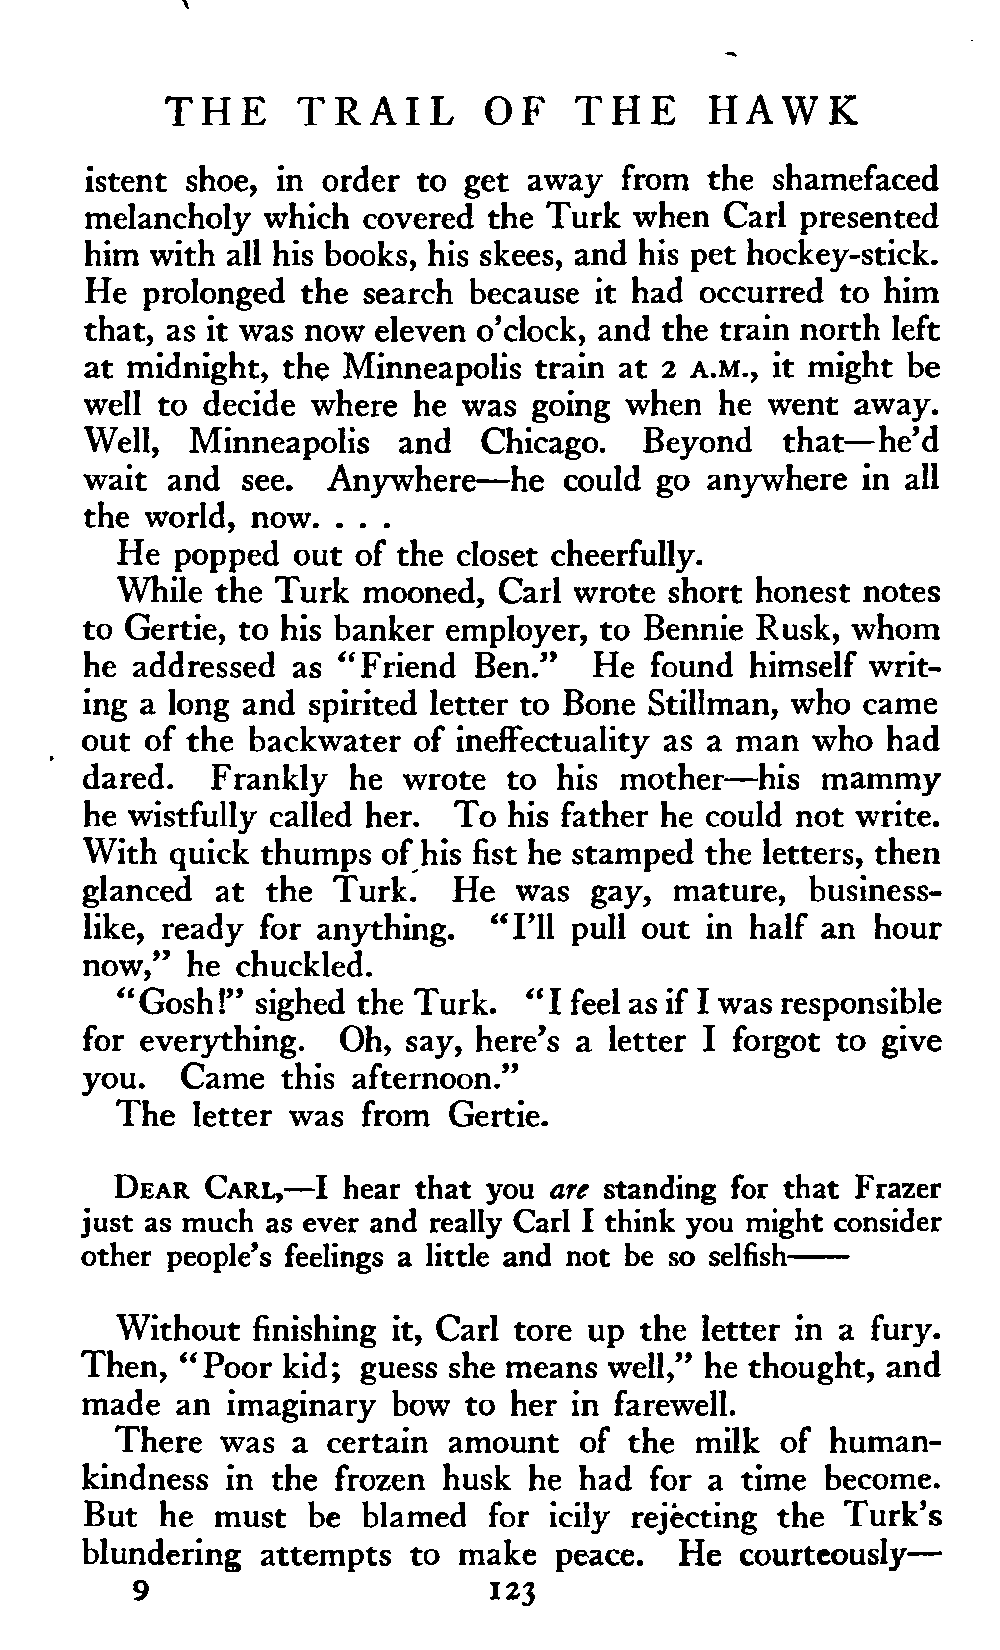 THE TRAIL OF THE HAWK
istent shoe, in order to get away from the shamefaced
melancholy which covered the Turk when Carl presented
him with all his books, his skees, and his pet hockey-stick.
He prolonged the search because it had occurred to him
that, as it was now eleven o'clock, and the train north left
at midnight, the Minneapolis train at 2 A.M., it might be
well to decide where he was going when he went away.
Well, Minneapolis and Chicago. Beyond that—he'd
wait and see. Anywhere—he could go anywhere in all
the world, now. . . .
He popped out of the closet cheerfully.
While the Turk mooned, Carl wrote short honest notes
to Gertie, to his banker employer, to Bennie Rusk, whom
he addressed as "Friend Ben." He found himself writ-
ing a long and spirited letter to Bone Stillman, who came
out of the backwater of ineffectuality as a man who had
dared. Frankly he wrote to his mother—his mammy
he wistfully called her. To his father he could not write.
With quick thumps of his fist he stamped the letters, then
glanced at the Turk. He was gay, mature, business-
like, ready for anything. "I'll pull out in half an hour
now," he chuckled.
"Gosh!" sighed the Turk. "I feel as if I was responsible
for everything. Oh, say, here's a letter I forgot to give
you. Came this afternoon."
The letter was from Gertie.
DEAR CARL,—I hear that you are standing for that Frazer
just as much as ever and really Carl I think you might consider
other people's feelings a little and not be so selfish——
Without finishing it, Carl tore up the letter in a fury.
Then, "Poor kid; guess she means well," he thought, and
made an imaginary bow to her in farewell.
There was a certain amount of the milk of human-
kindness in the frozen husk he had for a time become.
But he must be blamed for icily rejecting the Turk's
blundering attempts to make peace. He courteously—
9 123